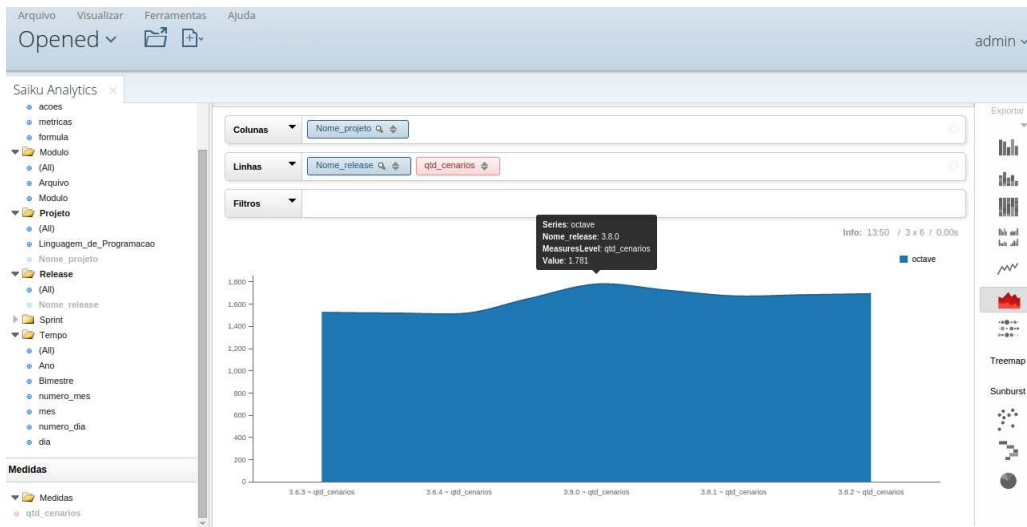 Arquivo Visualizar Ferramentas Ajuda
Opened
admin
Saiku Analytics ×
acoes
metricas
formula
Modulo
(All)
Arquivo
Modulo
Projeto
(All)
Linguagem_de_Programacao
Nome_projeto
Release
(All)
Nome_release
Sprint
Tempo
(All)
Ano
Bimestre
numero_mes
mes
numero_dia
dia
Medidas
Medidas
qtd_cenarios
Colunas Nome_projeto
Linhas Nome_release qtd_cenarios
Filtros
Series: octave
Nome_release: 3.8.0
MeasuresLevel: qtd_cenarios
Value: 1.781
Info: 13:50 / 3 x 6 / 0.00s
octave
1,800
1,600
1,400
1,200
1,000
800
600
400
200
0
3.6.3 ~ qtd_cenarios 3.6.4 ~ qtd_cenarios 3.8.0 ~ qtd_cenarios 3.8.1 ~ qtd_cenarios 3.8.2 ~ qtd_cenarios
Exportar
Treemap
Sunburst